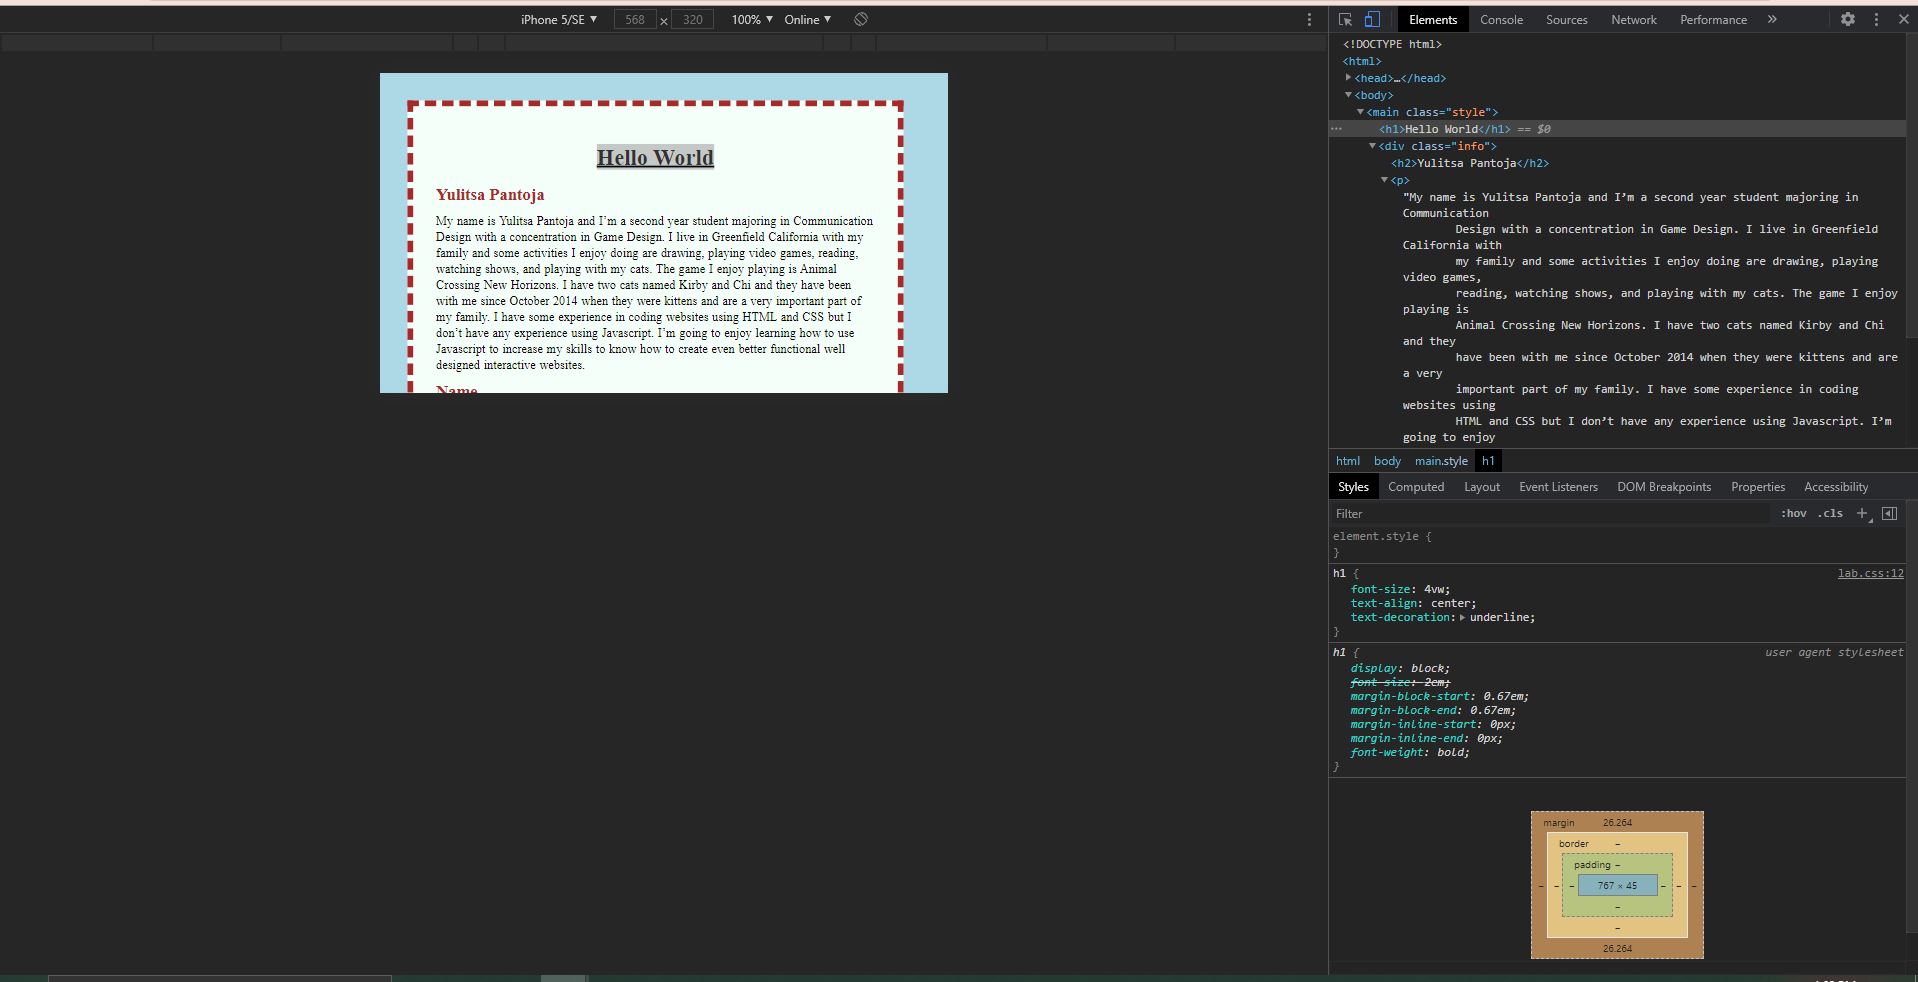 iPhone 5/SE ▼ 568 × 320 100% ▼ Online ▼
Hello World
Yulitsa Pantoja
My name is Yulitsa Pantoja and I’m a second year student majoring in Communication
Design with a concentration in Game Design. I live in Greenfield California with my
family and some activities I enjoy doing are drawing, playing video games, reading,
watching shows, and playing with my cats. The game I enjoy playing is Animal
Crossing New Horizons. I have two cats named Kirby and Chi and they have been
with me since October 2014 when they were kittens and are a very important part of
my family. I have some experience in coding websites using HTML and CSS but I
don’t have any experience using Javascript. I’m going to enjoy learning how to use
Javascript to increase my skills to know how to create even better functional well
designed interactive websites.
Name
Elements Console Sources Network Performance »
<!DOCTYPE html>
<html>
<head>…</head>
<body>
<main class="style">
<h1>Hello World</h1> == $0
<div class="info">
<h2>Yulitsa Pantoja</h2>
<p>
"My name is Yulitsa Pantoja and I’m a second year student majoring in
Communication
Design with a concentration in Game Design. I live in Greenfield
California with
my family and some activities I enjoy doing are drawing, playing
video games,
reading, watching shows, and playing with my cats. The game I enjoy
playing is
Animal Crossing New Horizons. I have two cats named Kirby and Chi
and they
have been with me since October 2014 when they were kittens and are
a very
important part of my family. I have some experience in coding
websites using
HTML and CSS but I don’t have any experience using Javascript. I’m
going to enjoy
html body main.style h1
Styles Computed Layout Event Listeners DOM Breakpoints Properties Accessibility
Filter :hov .cls +
element.style {
}
h1 { lab.css:12
font-size: 4vw;
text-align: center;
text-decoration: ▶ underline;
}
h1 { user agent stylesheet
display: block;
font-size: 2em;
margin-block-start: 0.67em;
margin-block-end: 0.67em;
margin-inline-start: 0px;
margin-inline-end: 0px;
font-weight: bold;
}
margin 26.264
border –
padding –
– – – 767 × 45 – – –
–
–
26.264